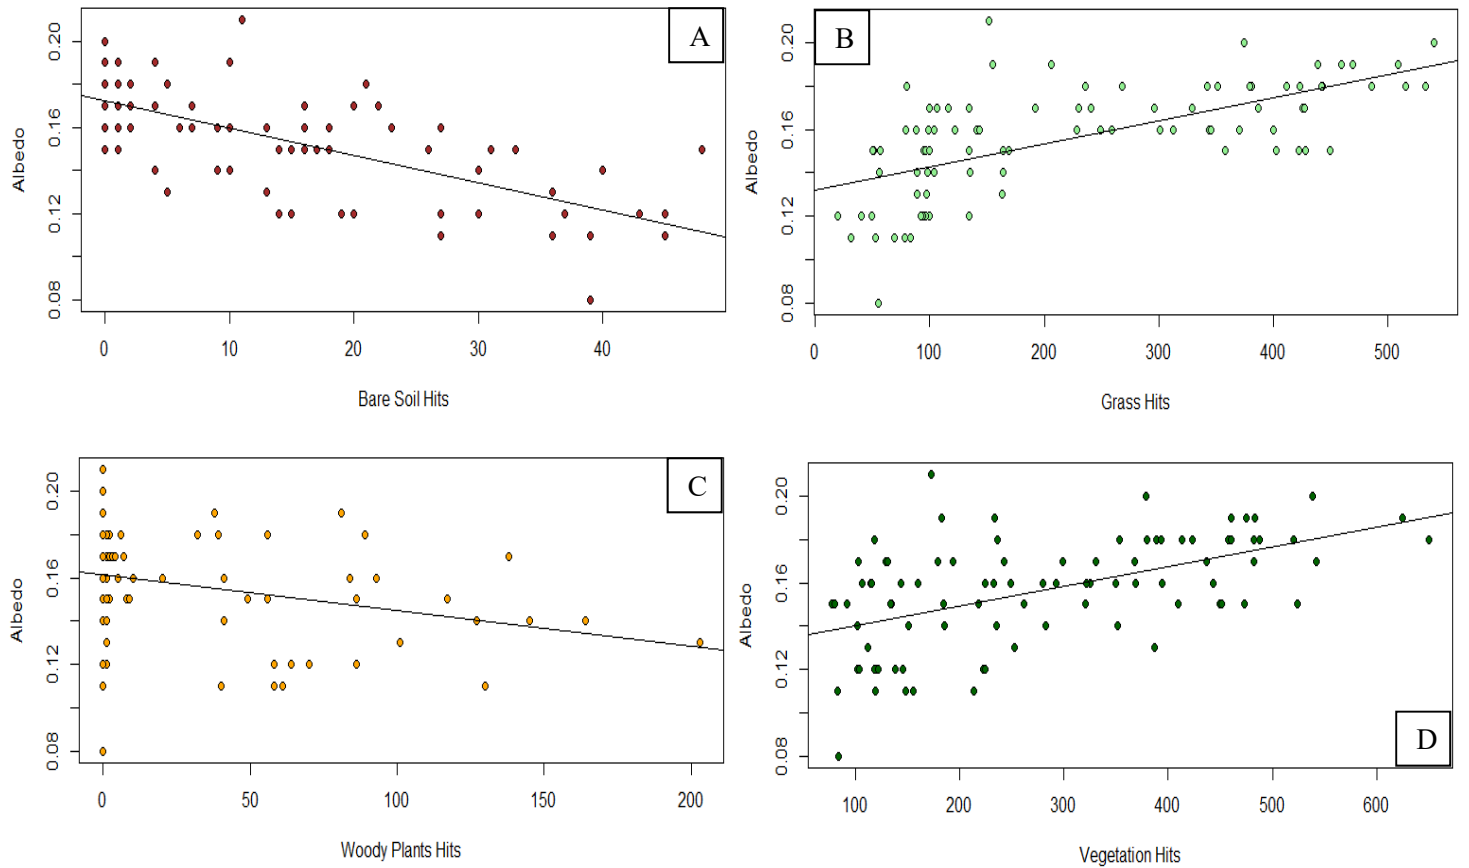 A
Albedo
0.20
0.16
0.12
0.08
0 10 20 30 40
Bare Soil Hits
B
Albedo
0.20
0.16
0.12
0.08
0 100 200 300 400 500
Grass Hits
C
Albedo
0.20
0.16
0.12
0.08
0 50 100 150 200
Woody Plants Hits
D
Albedo
0.20
0.16
0.12
0.08
100 200 300 400 500 600
Vegetation Hits